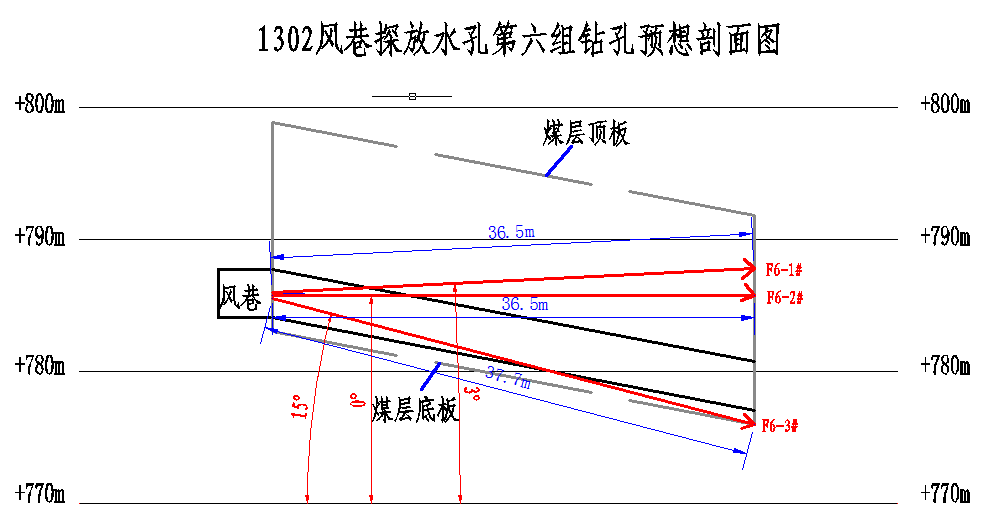 1302风巷探放水孔第六组钻孔预想剖面图
+800m
+800m
煤层顶板
+790m
36.5m
+790m
F6-1#
风巷
36.5m
F6-2#
+780m
37.7m
+780m
15°
0°
3°
煤层底板
F6-3#
+770m
+770m